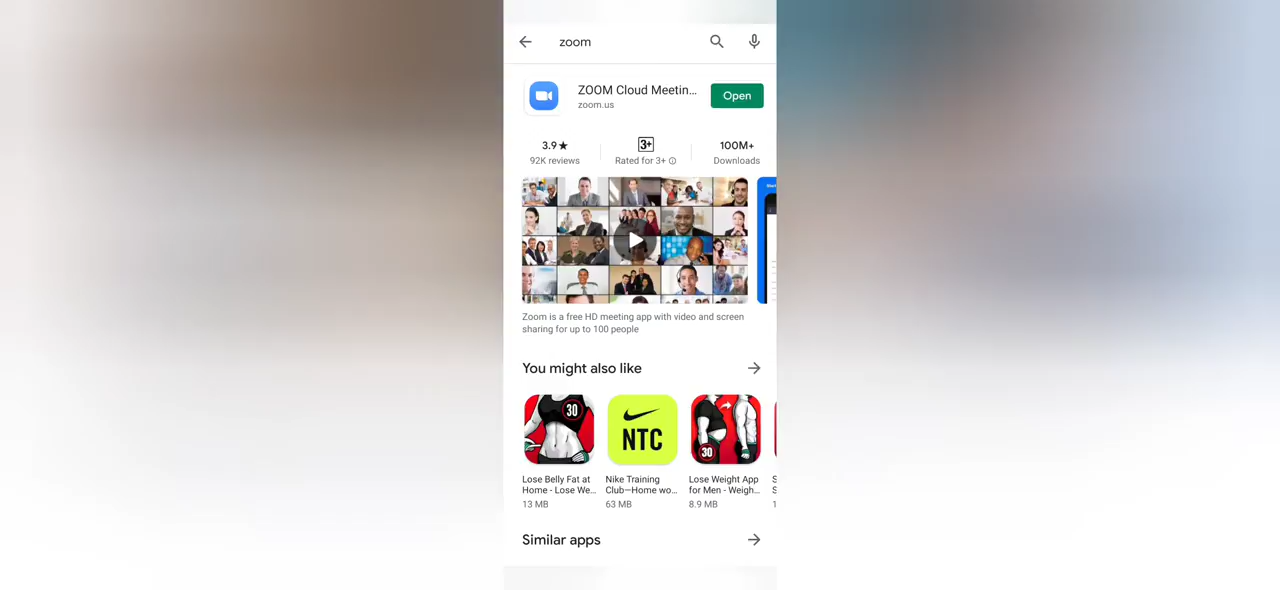 zoom
ZOOM Cloud Meetin...
zoom.us
Open
3.9★
3+
100M+
92K reviews
Rated for 3+
Downloads
Zoom is a free HD meeting app with video and screen
sharing for up to 100 people
You might also like
30
NTC
30
Lose Belly Fat at
Home - Lose We...
13 MB
Nike Training
Club—Home wo...
63 MB
Lose Weight App
for Men - Weigh...
8.9 MB
Similar apps